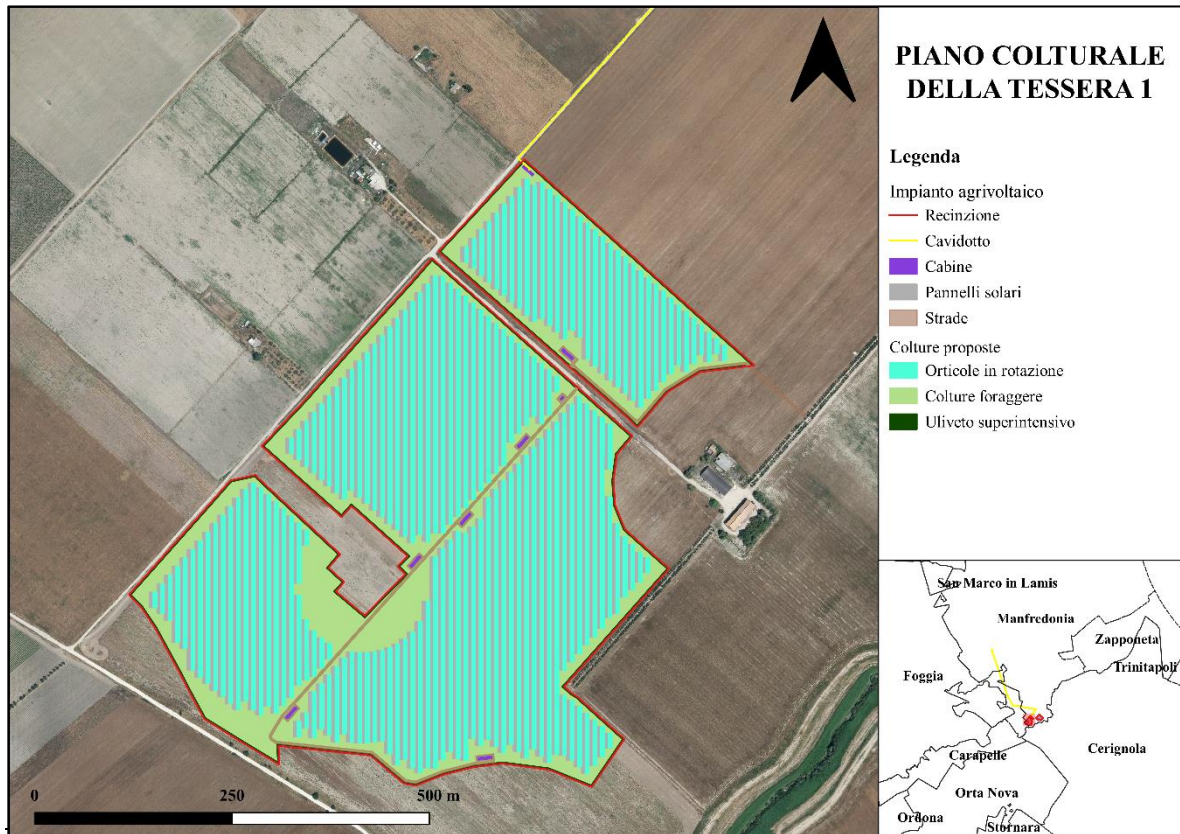 PIANO COLTURALE
DELLA TESSERA 1
Legenda
Impianto agrivoltaico
Recinzione
Cavidotto
Cabine
Pannelli solari
Strade
Colture proposte
Orticole in rotazione
Colture foraggere
Uliveto superintensivo
San Marco in Lamis
Manfredonia
Zapponeta
Trinitapoli
Foggia
Cerignola
Carapelle
Orta Nova
Ordona
Stornara
0 250 500 m